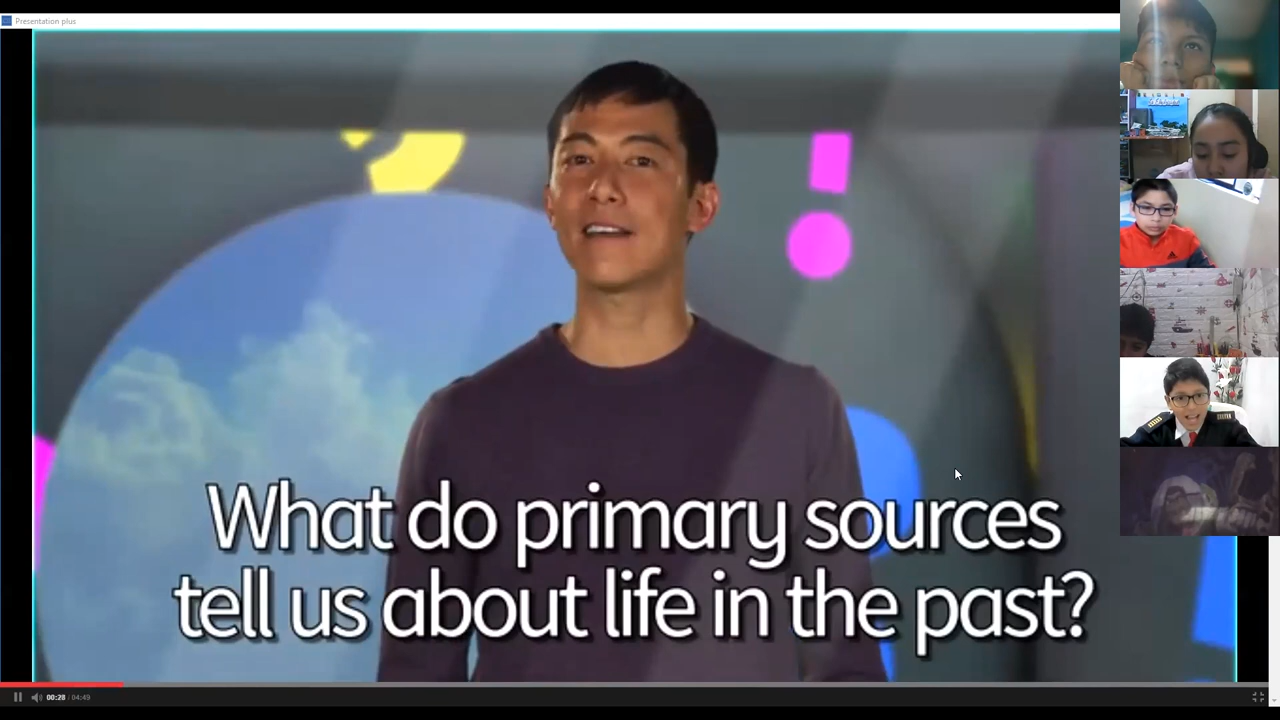 Presentation plus
What do primary sources
tell us about life in the past?
00:28 / 04:49